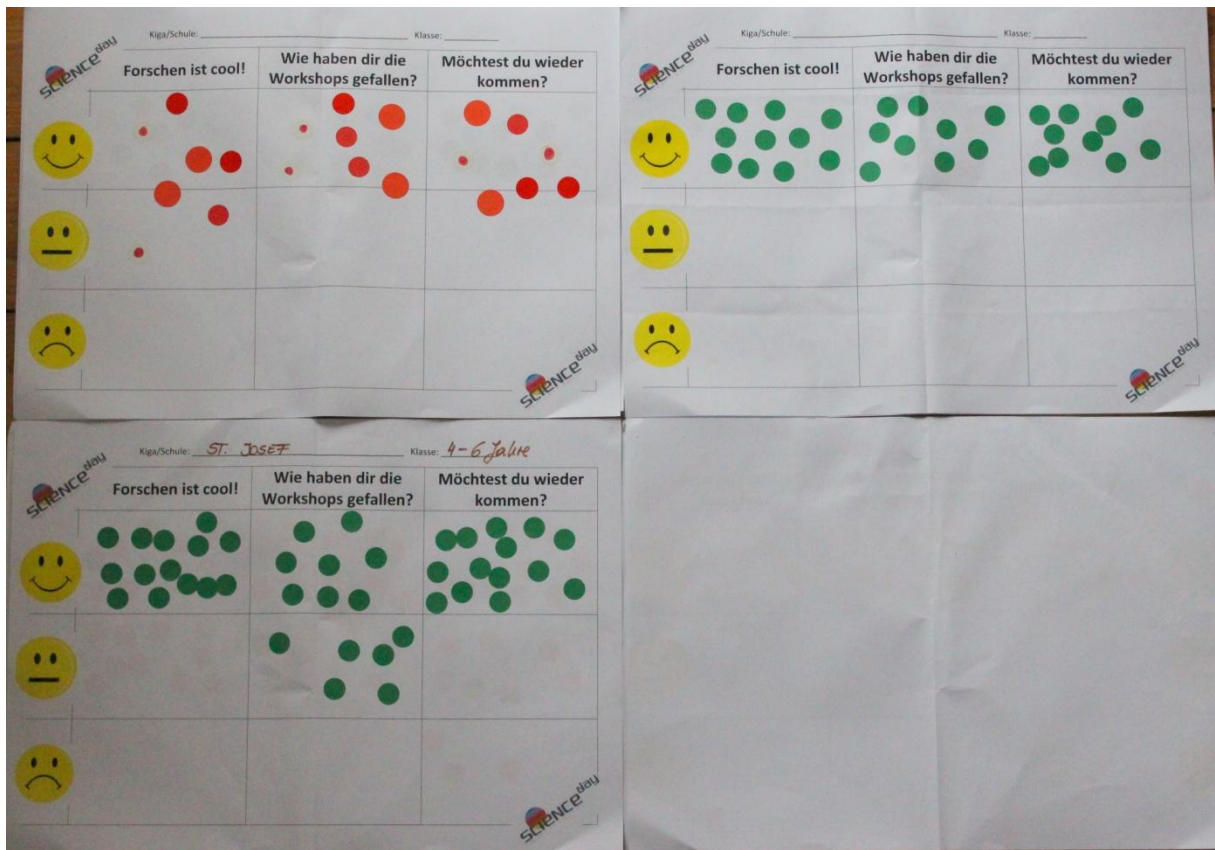 Kiga/Schule: Klasse:
SCIENCE day
Forschen ist cool!
Wie haben dir die
Workshops gefallen?
Möchtest du wieder
kommen?
SCIENCE day
Kiga/Schule: Klasse:
SCIENCE day
Forschen ist cool!
Wie haben dir die
Workshops gefallen?
Möchtest du wieder
kommen?
SCIENCE day
Kiga/Schule: ST. JOSEF Klasse: 4-6 Jahre
SCIENCE day
Forschen ist cool!
Wie haben dir die
Workshops gefallen?
Möchtest du wieder
kommen?
SCIENCE day